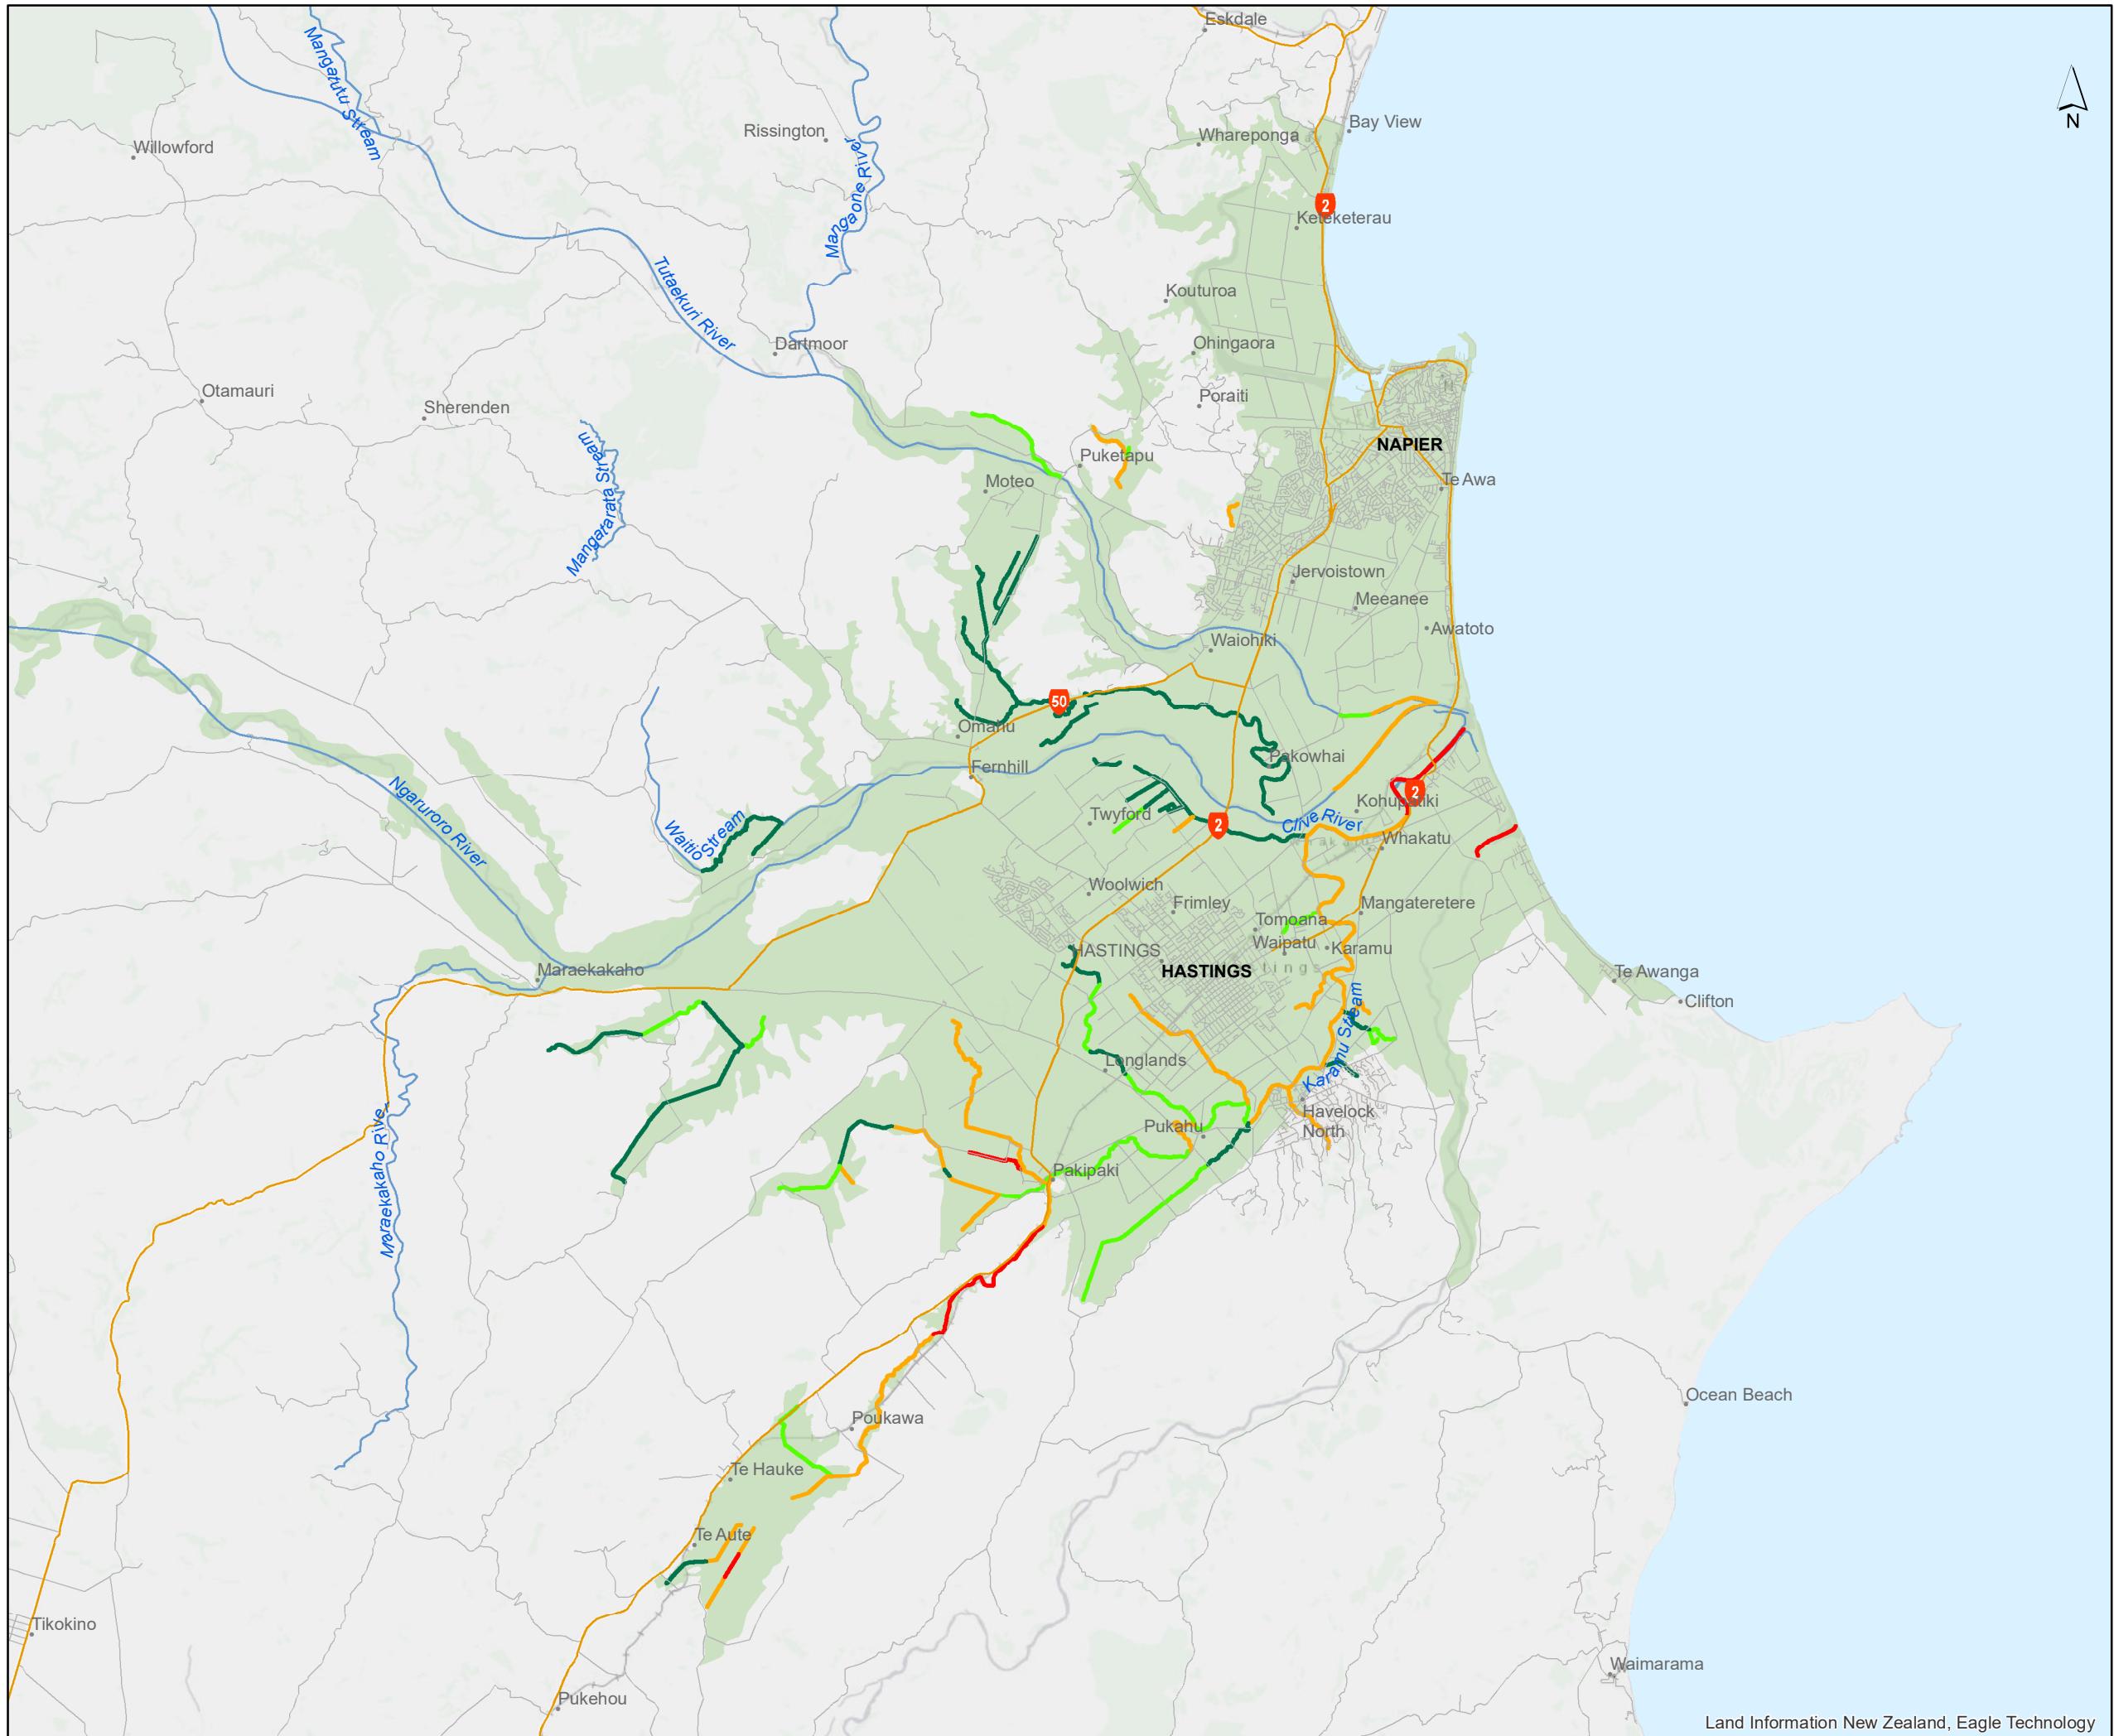 Eskdale
Mangatutu Stream
Bay View
Rissington
Whareponga
Willowford
N
Mangaone River
2
Keteketerau
Tutaekuri River
Kouturoa
Dartmoor
Ohingaora
Otamauri
Poraiti
Sherenden
NAPIER
Mangatarata Stream
Puketapu
Moteo
Te Awa
Jervoistown
Meeanee
Awatoto
Waiohiki
50
Omahu
Pakowhai
Fernhill
Ngaruroro River
2
Kohupatiki
Twyford
2
Clive River
Waitio Stream
Whakatu
Woolwich
Frimley
Mangateretere
Tomoana
Waipatu
Karamu
HASTINGS
HASTINGS
Maraekakaho
Te Awanga
Clifton
Karamu Stream
Longlands
Havelock
North
Pukahu
Maraekakaho River
Pakipaki
Ocean Beach
Poukawa
Te Hauke
Te Aute
Tikokino
Waimarama
Pukehou
Land Information New Zealand, Eagle Technology